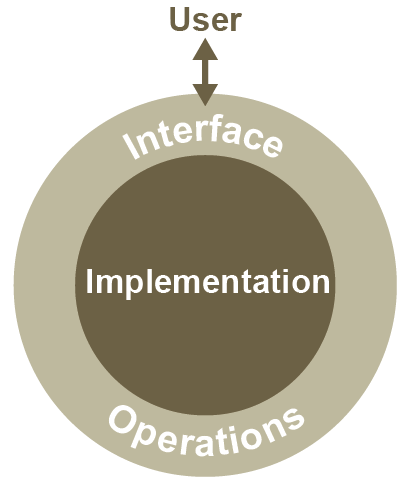 User
Interface
Implementation
Operations